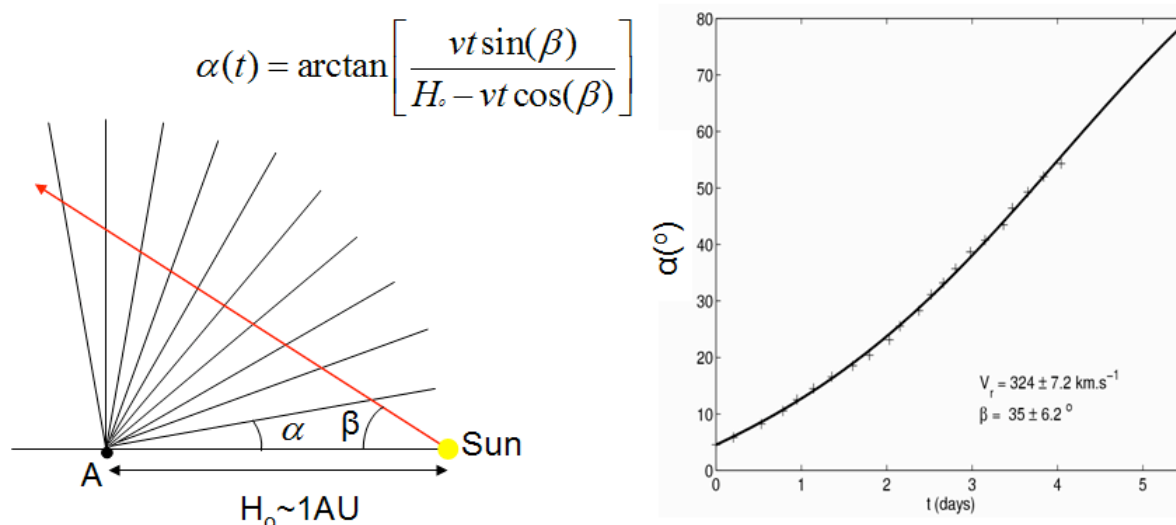 α(t) = arctan[ vt sin(β) / (H₀ – vt cos(β)) ]
α
β
Sun
A
H₀~1AU
80
70
60
50
40
30
20
10
0
α(°)
V_r = 324 ± 7.2 km.s⁻¹
β = 35 ± 6.2 °
0 1 2 3 4 5
t (days)